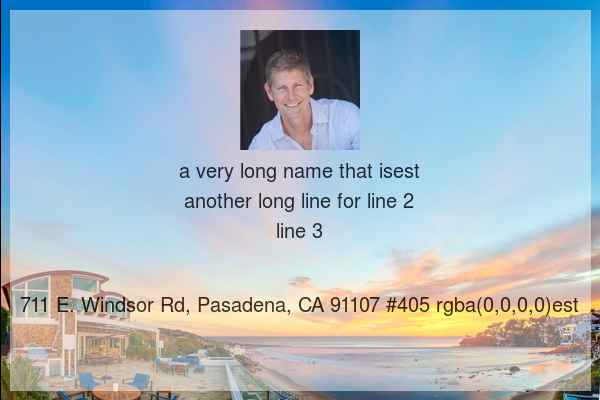 a very long name that isest
another long line for line 2
line 3
711 E. Windsor Rd, Pasadena, CA 91107 #405 rgba(0,0,0,0)est